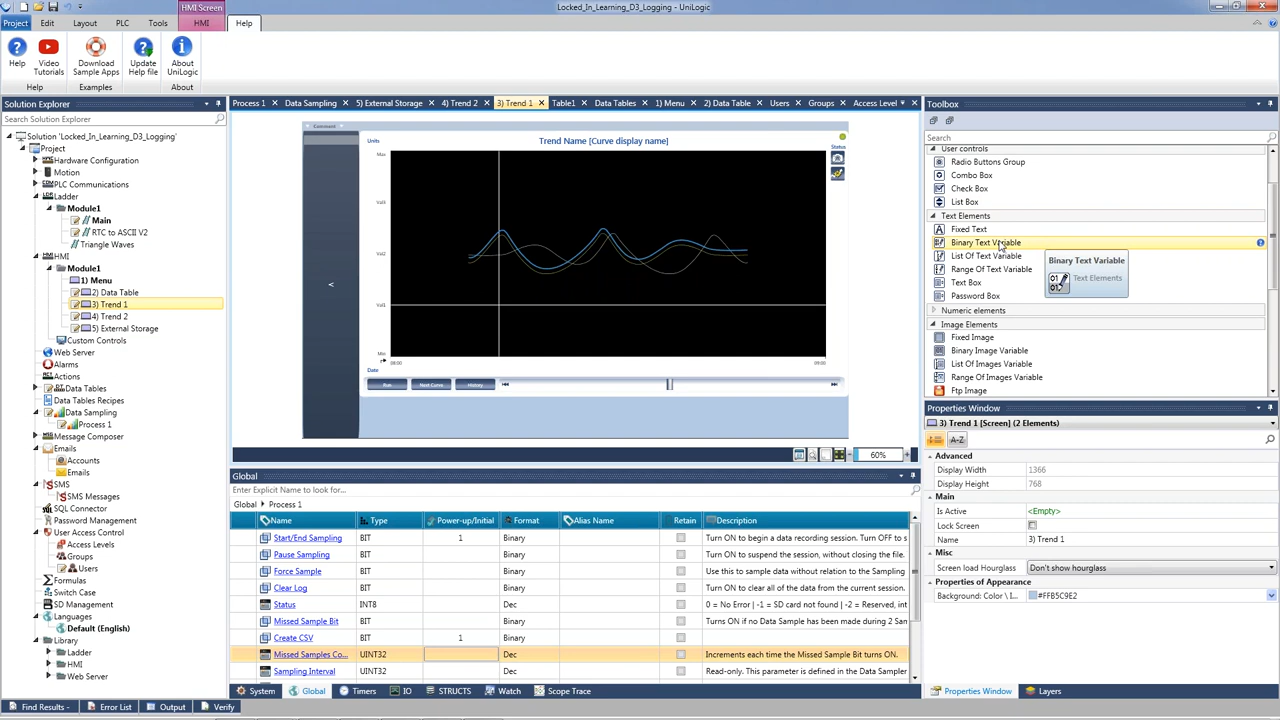 HMI Screen
Locked_In_Learning_D3_Logging - UniLogic
Project Edit Layout PLC Tools HMI Help
Help Video Tutorials Download Sample Apps Update Help file About UniLogic
Help Examples About
Solution Explorer
Search Solution Explorer
Solution 'Locked_In_Learning_D3_Logging'
Project
Hardware Configuration
Motion
PLC Communications
Ladder
Module1
Main
RTC to ASCII V2
Triangle Waves
HMI
Module1
1) Menu
2) Data Table
3) Trend 1
4) Trend 2
5) External Storage
Custom Controls
Web Server
Alarms
Actions
Data Tables
Data Tables Recipes
Data Sampling
Process 1
Message Composer
Emails
Accounts
Emails
SMS
SMS Messages
SQL Connector
Password Management
User Access Control
Access Levels
Groups
Users
Formulas
Switch Case
SD Management
Languages
Default (English)
Library
Ladder
HMI
Web Server
Process 1 Data Sampling 5) External Storage 4) Trend 2 3) Trend 1 Table1 Data Tables 1) Menu 2) Data Table Users Groups Access Level
Comment
Units Trend Name [Curve display name]
Status
Max
Val3
Val2
Val1
Min
08:00 09:00
Date
Run Next Curve History
<
60%
Global
Enter Explicit Name to look for...
Global Process 1
Name Type Power-up/Initial Format Alias Name Retain Description
Start/End Sampling BIT 1 Binary Turn ON to begin a data recording session. Turn OFF to s
Pause Sampling BIT Binary Turn ON to suspend the session, without closing the file.
Force Sample BIT Binary Use this to sample data without relation to the Sampling
Clear Log BIT Binary Turn ON to clear all of the data from the current session.
Status INT8 Dec 0 = No Error | -1 = SD card not found | -2 = Reserved, int
Missed Sample Bit BIT Binary Turns ON if no Data Sample has been made during 2 Sam
Create CSV BIT 1 Binary
Missed Samples Co... UINT32 Dec Increments each time the Missed Sample Bit turns ON.
Sampling Interval UINT32 Dec Read-only. This parameter is defined in the Data Sampler
System Global Timers IO STRUCTS Watch Scope Trace
Toolbox
Search
User controls
Radio Buttons Group
Combo Box
Check Box
List Box
Text Elements
Fixed Text
Binary Text Variable
List Of Text Variable
Range Of Text Variable
Text Box
Password Box
Numeric elements
Image Elements
Fixed Image
Binary Image Variable
List Of Images Variable
Range Of Images Variable
Ftp Image
Binary Text Variable
Text Elements
Properties Window
3) Trend 1 [Screen] (2 Elements)
A-Z
Advanced
Display Width 1366
Display Height 768
Main
Is Active <Empty>
Lock Screen
Name 3) Trend 1
Misc
Screen load Hourglass Don't show hourglass
Properties of Appearance
Background: Color \ I... #FFB5C9E2
Properties Window Layers
Find Results - Error List Output Verify